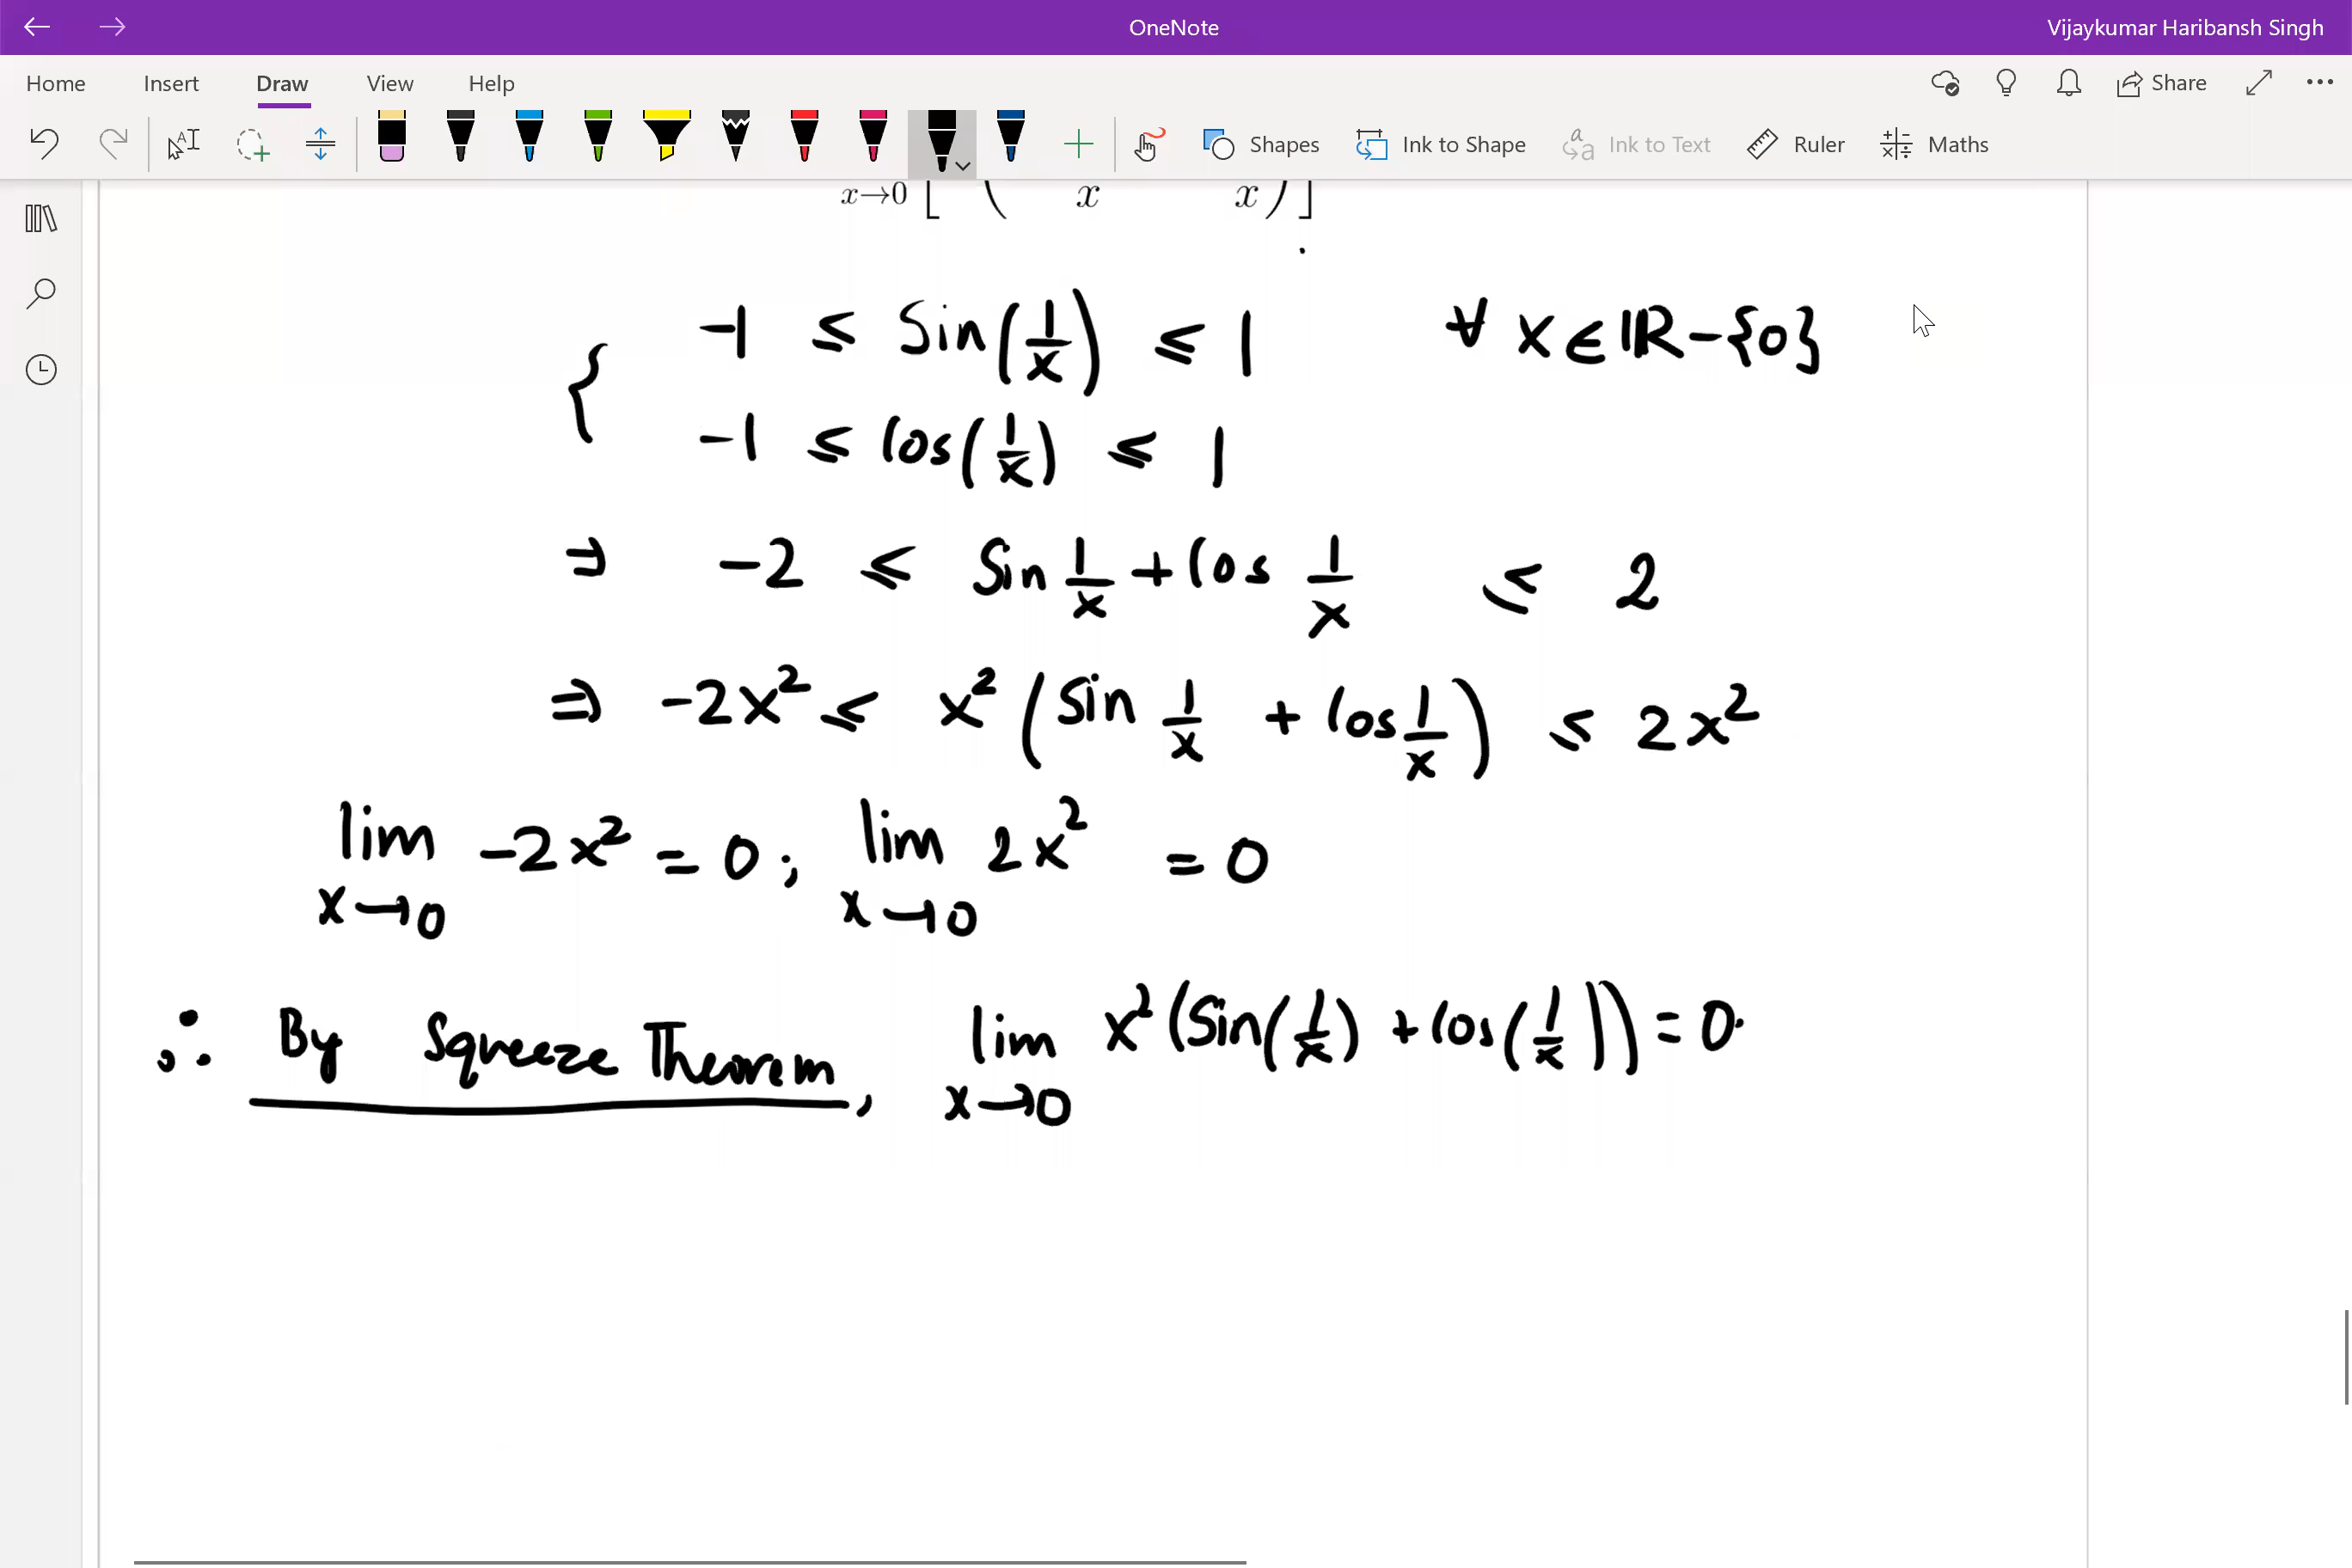 OneNote
Vijaykumar Haribansh Singh
Home Insert Draw View Help Share
Shapes Ink to Shape Ink to Text Ruler Maths
x→0 [ ( x x ) ]
{ -1 ≤ Sin(1/x) ≤ 1 ∀ x ∈ ℝ-{0}
-1 ≤ Cos(1/x) ≤ 1
⇒ -2 ≤ Sin 1/x + Cos 1/x ≤ 2
⇒ -2x² ≤ x² (Sin 1/x + Cos 1/x) ≤ 2x²
lim x→0 -2x² = 0; lim x→0 2x² = 0
∴ By Squeeze Theorem, lim x→0 x²(Sin(1/x) + Cos(1/x)) = 0.